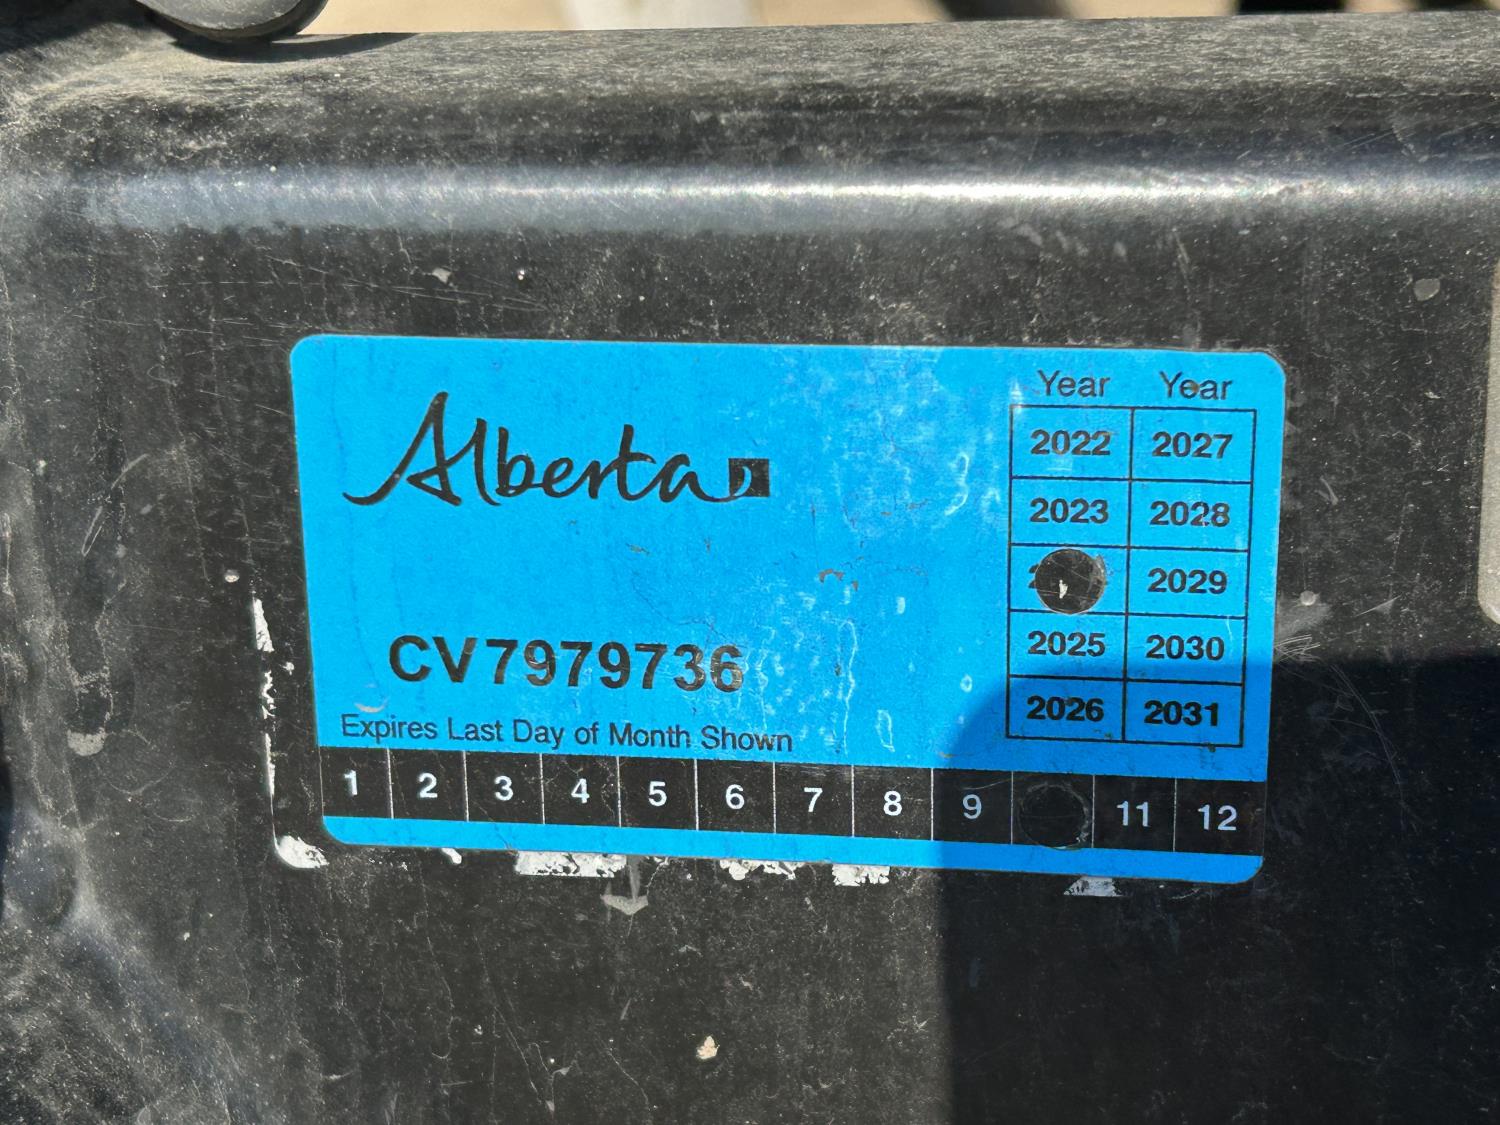 Alberta
Year Year
2022 2027
2023 2028
2029
2025 2030
2026 2031
CV7979736
Expires Last Day of Month Shown
1 2 3 4 5 6 7 8 9 11 12